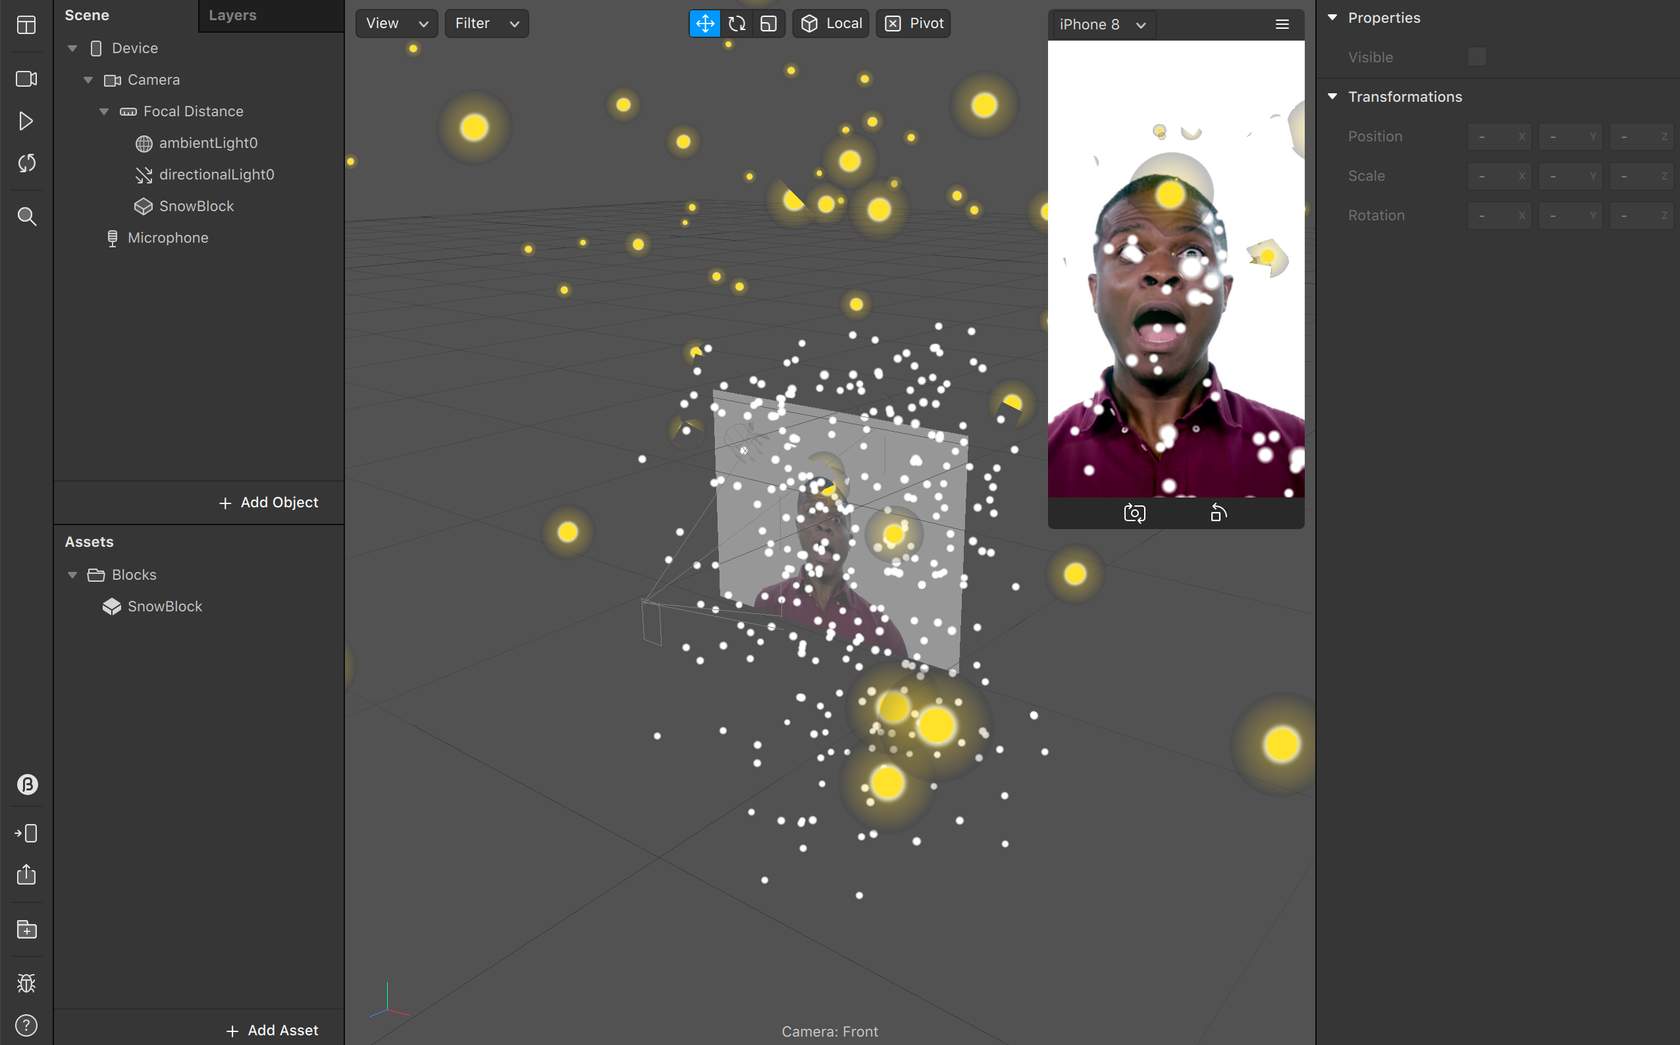 Scene
Layers
Device
Camera
Focal Distance
ambientLight0
directionalLight0
SnowBlock
Microphone
+ Add Object
Assets
Blocks
SnowBlock
+ Add Asset
β
?
View
Filter
Local
Pivot
Camera: Front
iPhone 8
Properties
Visible
Transformations
Position - X - Y - Z
Scale - X - Y - Z
Rotation - X - Y - Z